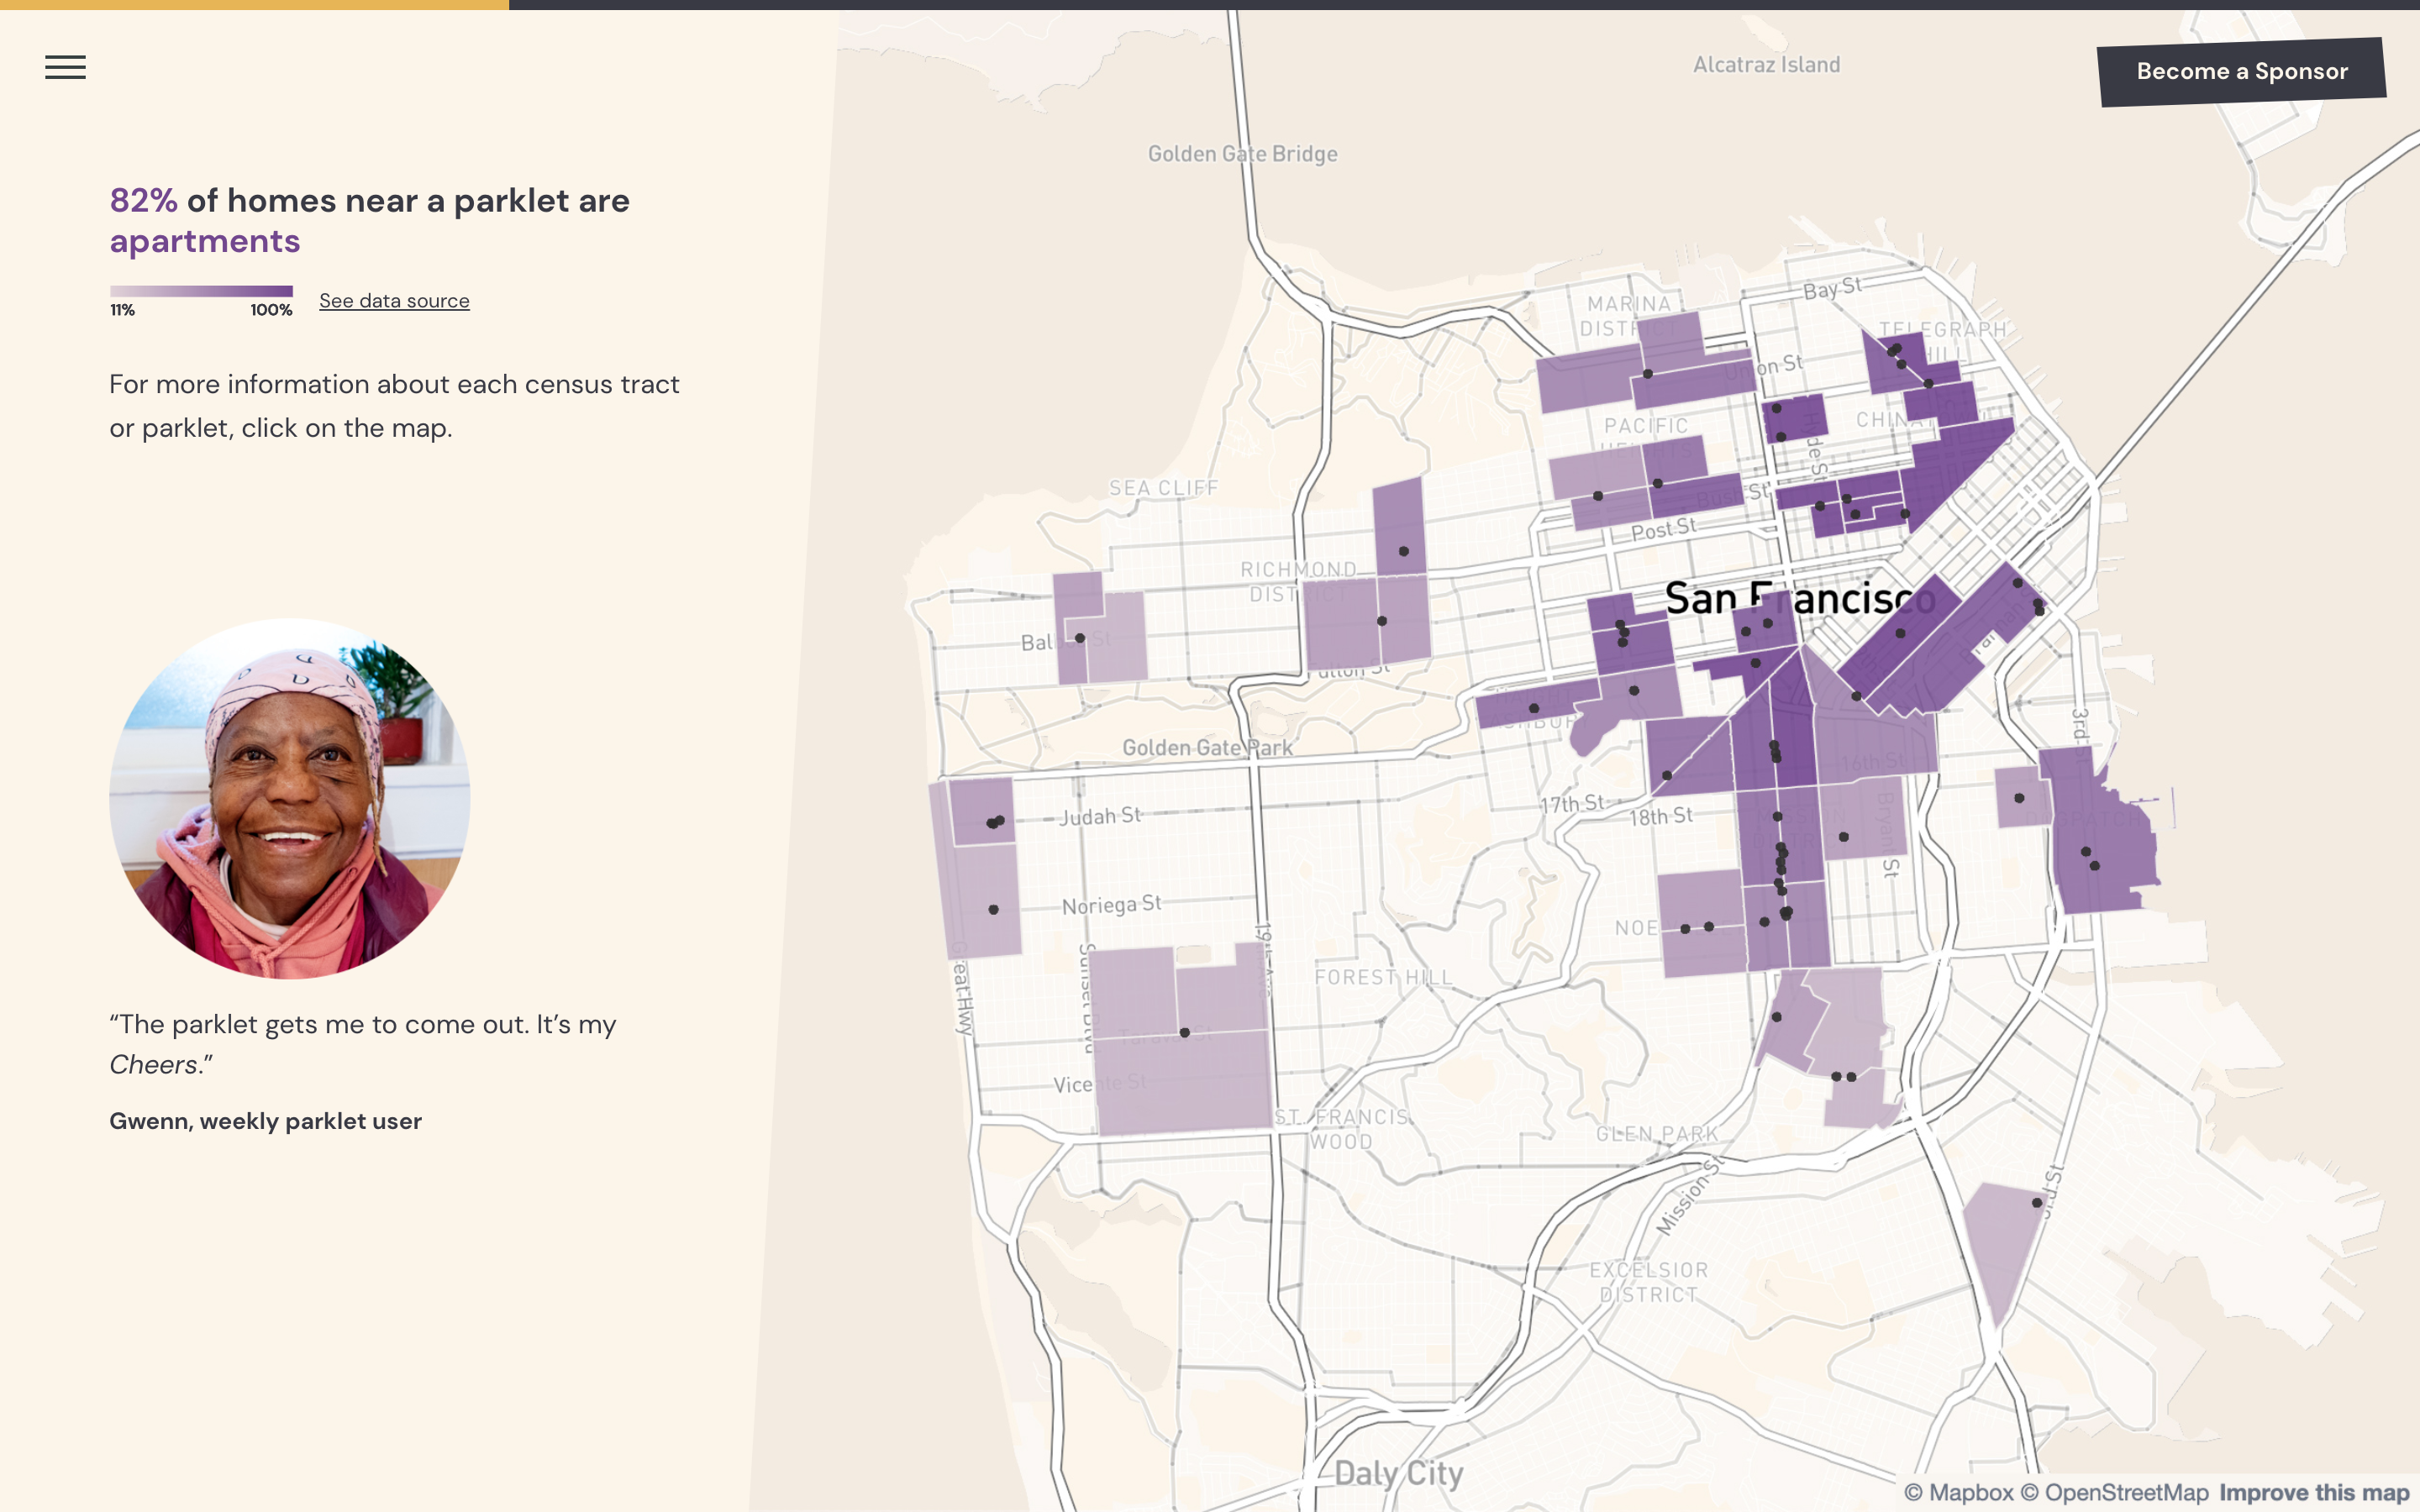 Become a Sponsor
82% of homes near a parklet are
apartments
11%
100%
See data source
For more information about each census tract
or parklet, click on the map.
“The parklet gets me to come out. It’s my
Cheers.”
Gwenn, weekly parklet user
Alcatraz Island
Golden Gate Bridge
MARINA
Bay St
TELEGRAPH
HILL
Union St
PACIFIC
Hyde St
SEA CLIFF
Bush St
Post St
RICHMOND
San Francisco
Golden Gate Park
3rd
16th St
Judah St
17th St
18th St
Bryant St
Noriega St
NOE
FOREST HILL
19th Ave
Great Hwy
Sunset Blvd
Taraval St
Vicente St
ST. FRANCIS
WOOD
GLEN PARK
Mission St
3rd St
EXCELSIOR
DISTRICT
Daly City
© Mapbox © OpenStreetMap Improve this map